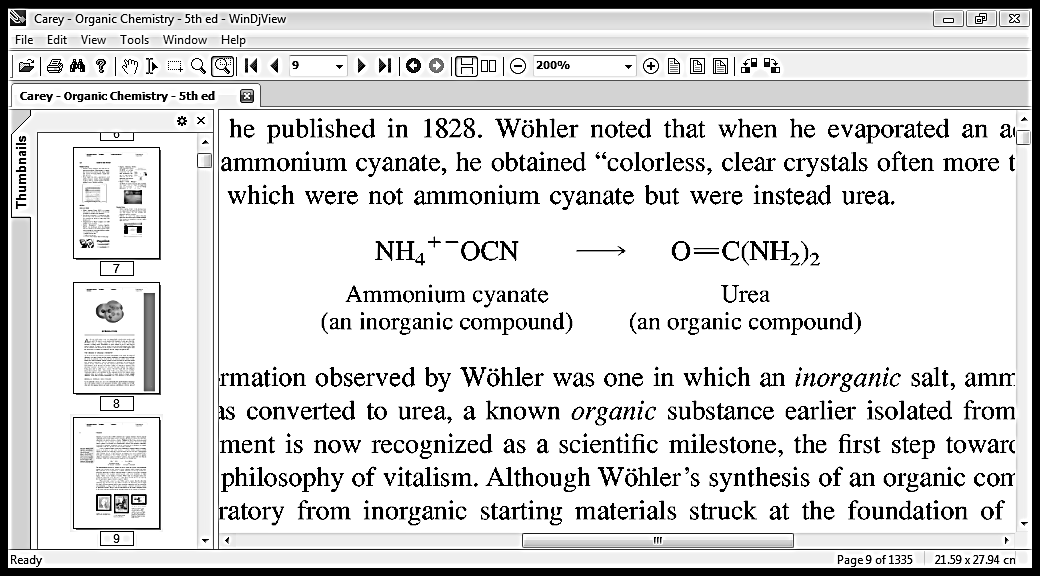 Carey - Organic Chemistry - 5th ed - WinDjView
File Edit View Tools Window Help
9 200%
Carey - Organic Chemistry - 5th ed
Thumbnails
7
8
9
he published in 1828. Wöhler noted that when he evaporated an
ammonium cyanate, he obtained “colorless, clear crystals often more
which were not ammonium cyanate but were instead urea.
NH₄⁺⁻OCN ⟶ O=C(NH₂)₂
Ammonium cyanate Urea
(an inorganic compound) (an organic compound)
rmation observed by Wöhler was one in which an inorganic salt, amm
as converted to urea, a known organic substance earlier isolated from
ment is now recognized as a scientific milestone, the first step toward
philosophy of vitalism. Although Wöhler’s synthesis of an organic com
ratory from inorganic starting materials struck at the foundation of
Ready Page 9 of 1335 21.59 x 27.94 cm